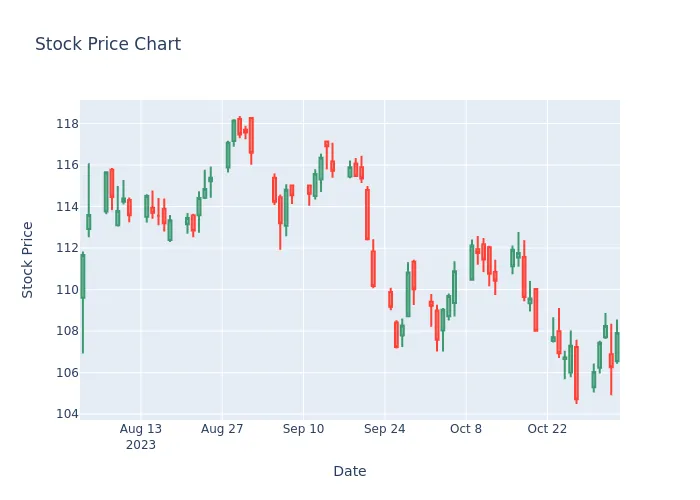 Stock Price Chart
Stock Price
118
116
114
112
110
108
106
104
Aug 13
2023
Aug 27
Sep 10
Sep 24
Oct 8
Oct 22
Date